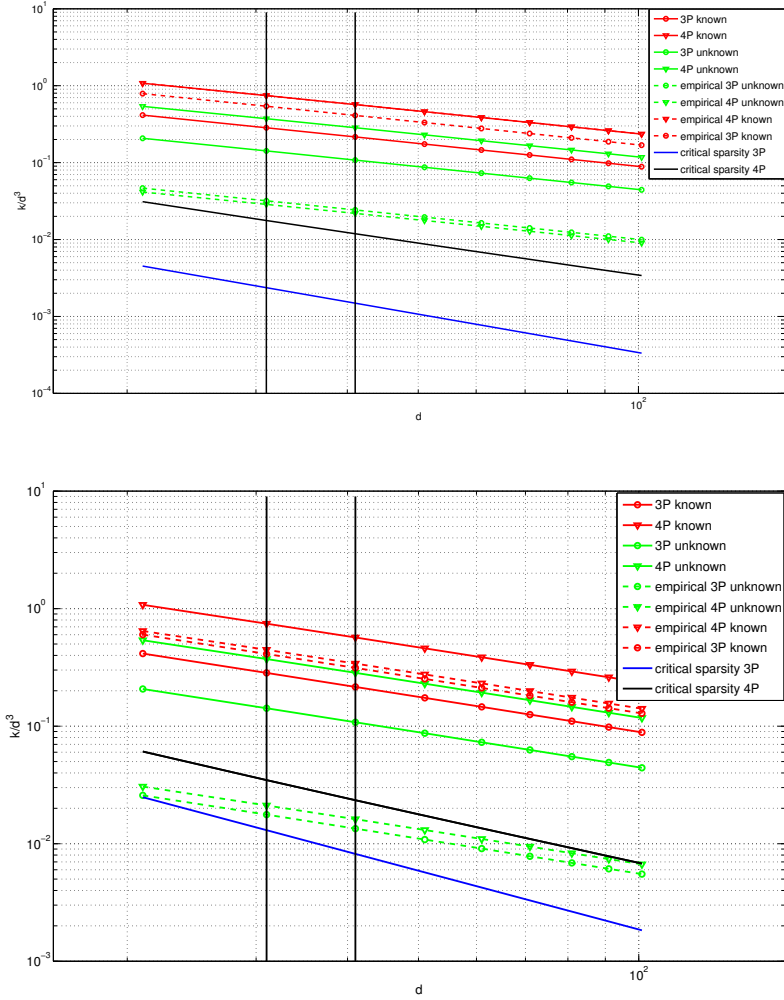 10^1
10^0
10^-1
10^-2
10^-3
10^-4
k/d^3
10^2
d
3P known
4P known
3P unknown
4P unknown
empirical 3P unknown
empirical 4P unknown
empirical 4P known
empirical 3P known
critical sparsity 3P
critical sparsity 4P
10^1
10^0
10^-1
10^-2
10^-3
k/d^3
10^2
d
3P known
4P known
3P unknown
4P unknown
empirical 3P unknown
empirical 4P unknown
empirical 4P known
empirical 3P known
critical sparsity 3P
critical sparsity 4P